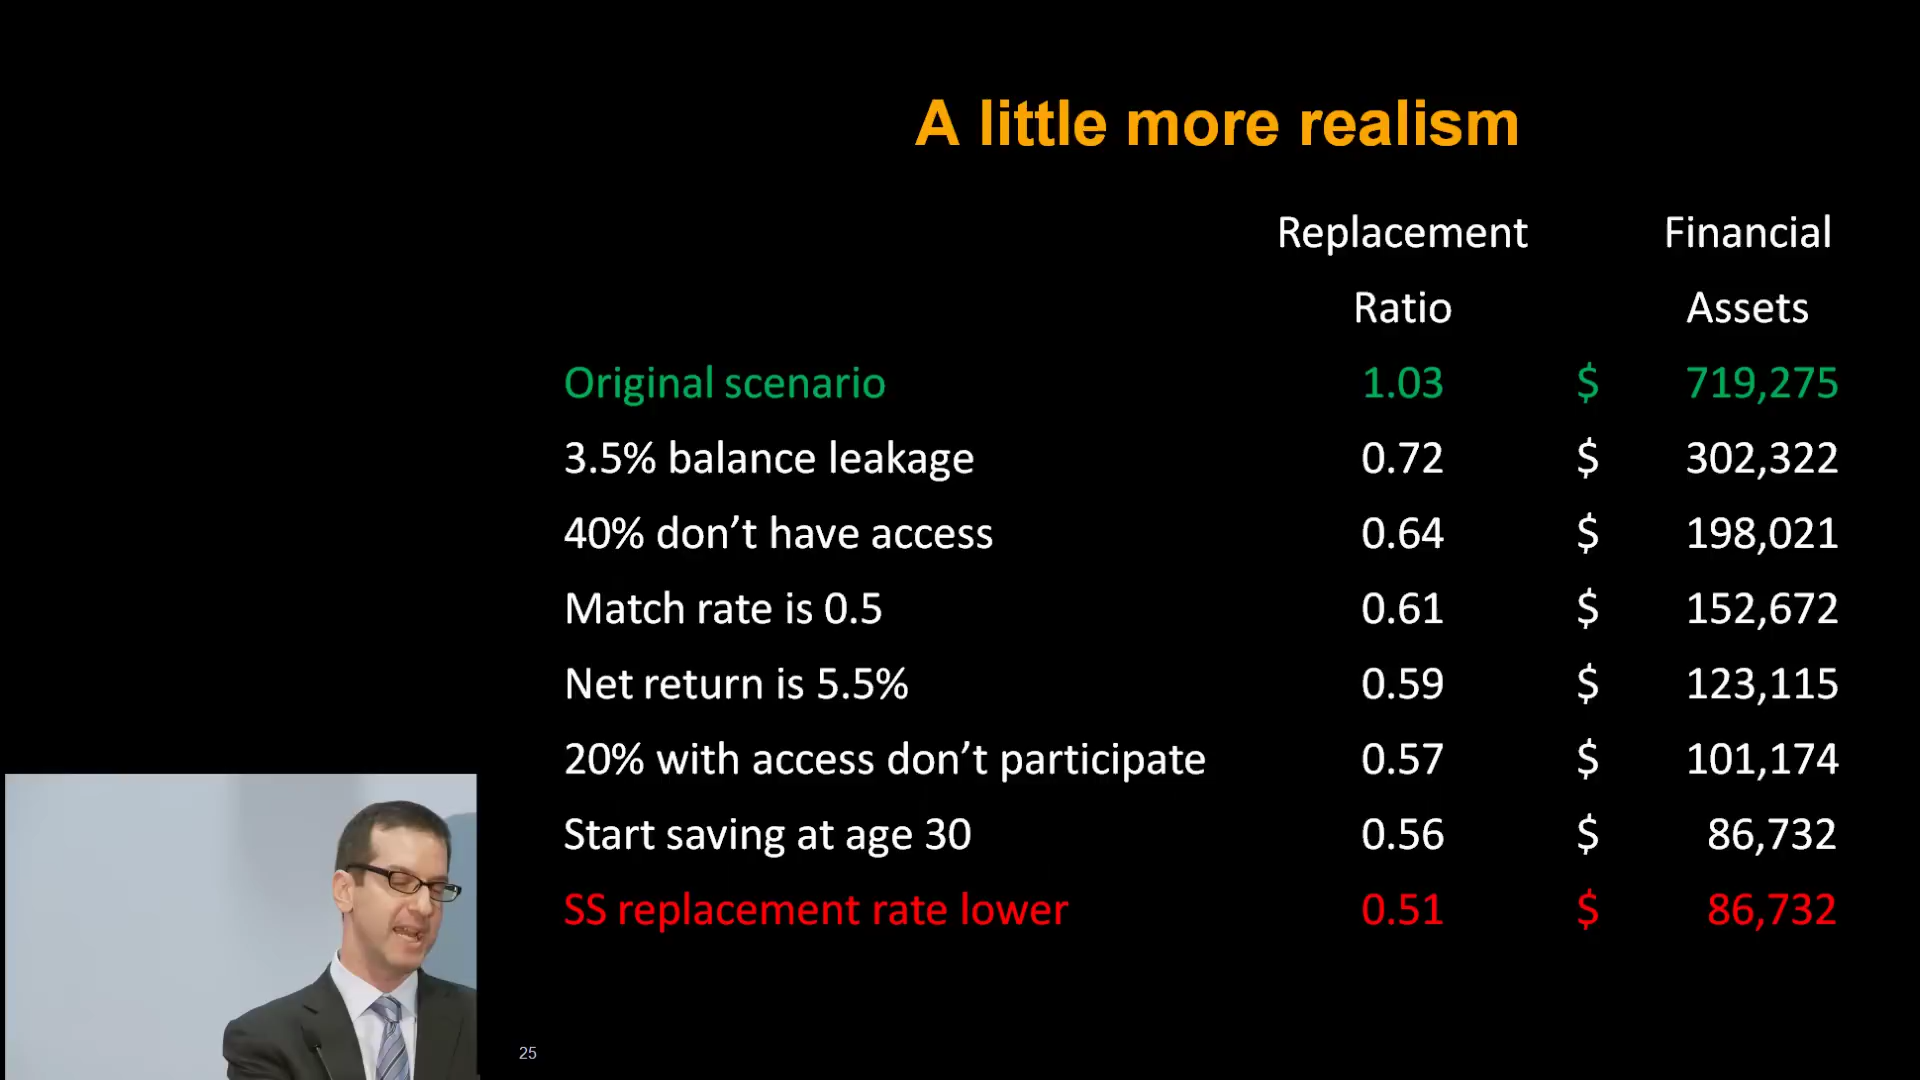 A little more realism
Replacement Financial
Ratio Assets
Original scenario 1.03 $ 719,275
3.5% balance leakage 0.72 $ 302,322
40% don’t have access 0.64 $ 198,021
Match rate is 0.5 0.61 $ 152,672
Net return is 5.5% 0.59 $ 123,115
20% with access don’t participate 0.57 $ 101,174
Start saving at age 30 0.56 $ 86,732
SS replacement rate lower 0.51 $ 86,732
25